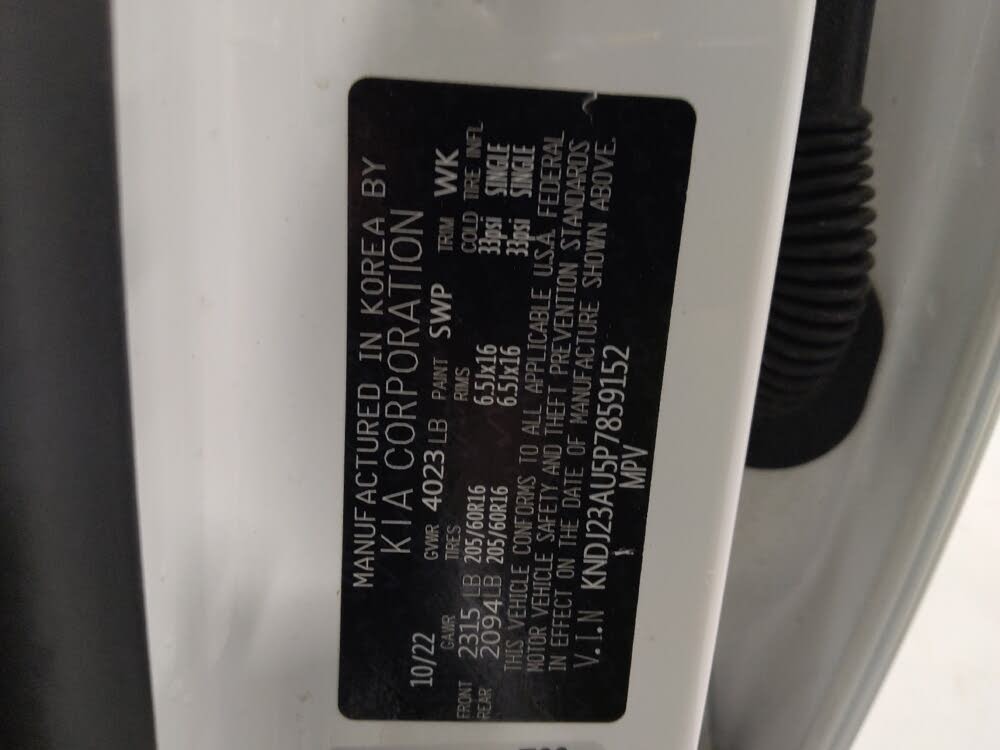 MANUFACTURED IN KOREA BY
KIA CORPORATION
10/22 GVWR 4023 LB PAINT SWP TRIM WK
GAWR TIRES RIMS COLD TIRE INFL
FRONT 2315 LB 205/60R16 6.5Jx16 33psi SINGLE
REAR 2094 LB 205/60R16 6.5Jx16 33psi SINGLE
THIS VEHICLE CONFORMS TO ALL APPLICABLE U.S.A. FEDERAL
MOTOR VEHICLE SAFETY AND THEFT PREVENTION STANDARDS
IN EFFECT ON THE DATE OF MANUFACTURE SHOWN ABOVE.
V.I.N KNDJ23AU5P7859152
MPV